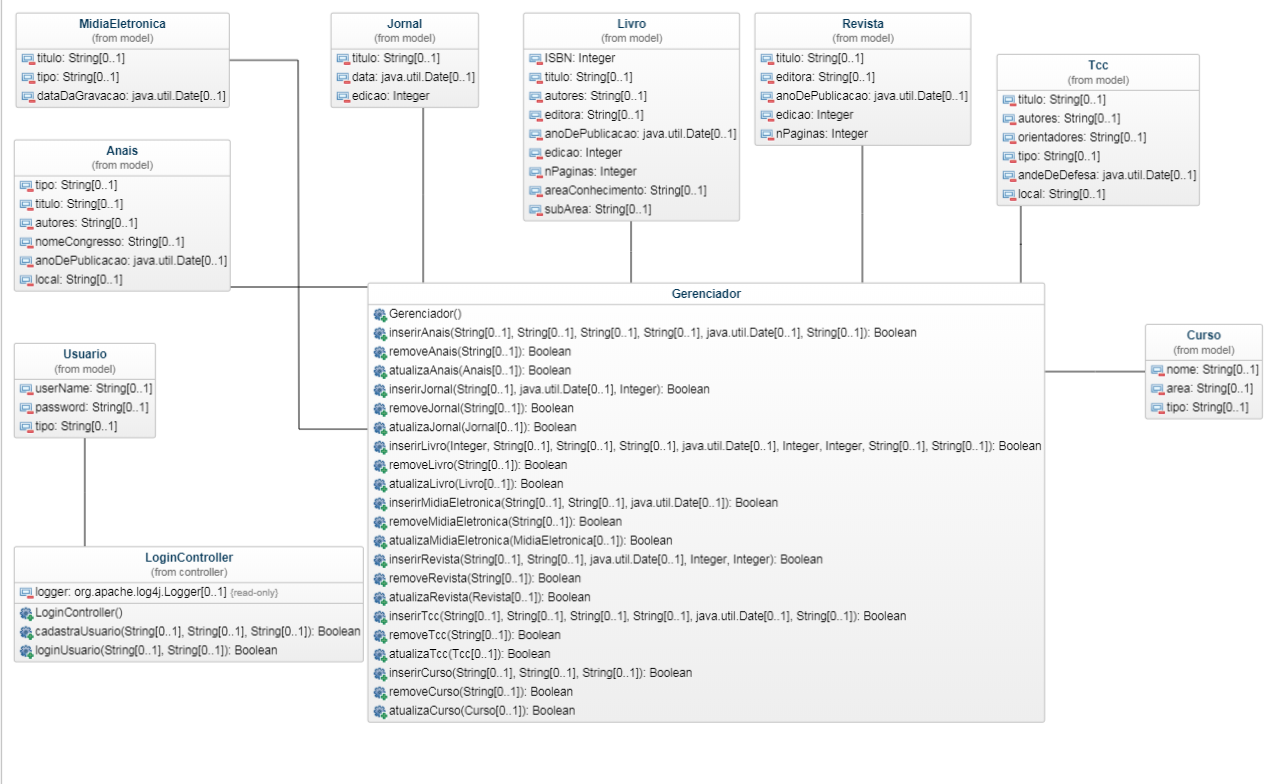 MidiaEletronica
(from model)
titulo: String[0..1]
tipo: String[0..1]
dataDaGravacao: java.util.Date[0..1]
Jornal
(from model)
titulo: String[0..1]
data: java.util.Date[0..1]
edicao: Integer
Livro
(from model)
ISBN: Integer
titulo: String[0..1]
autores: String[0..1]
editora: String[0..1]
anoDePublicacao: java.util.Date[0..1]
edicao: Integer
nPaginas: Integer
areaConhecimento: String[0..1]
subArea: String[0..1]
Revista
(from model)
titulo: String[0..1]
editora: String[0..1]
anoDePublicacao: java.util.Date[0..1]
edicao: Integer
nPaginas: Integer
Tcc
(from model)
titulo: String[0..1]
autores: String[0..1]
orientadores: String[0..1]
tipo: String[0..1]
andeDeDefesa: java.util.Date[0..1]
local: String[0..1]
Anais
(from model)
tipo: String[0..1]
titulo: String[0..1]
autores: String[0..1]
nomeCongresso: String[0..1]
anoDePublicacao: java.util.Date[0..1]
local: String[0..1]
Usuario
(from model)
userName: String[0..1]
password: String[0..1]
tipo: String[0..1]
LoginController
(from controller)
logger: org.apache.log4j.Logger[0..1] {read-only}
LoginController()
cadastraUsuario(String[0..1], String[0..1], String[0..1]): Boolean
loginUsuario(String[0..1], String[0..1]): Boolean
Gerenciador
Gerenciador()
inserirAnais(String[0..1], String[0..1], String[0..1], String[0..1], java.util.Date[0..1], String[0..1]): Boolean
removeAnais(String[0..1]): Boolean
atualizaAnais(Anais[0..1]): Boolean
inserirJornal(String[0..1], java.util.Date[0..1], Integer): Boolean
removeJornal(String[0..1]): Boolean
atualizaJornal(Jornal[0..1]): Boolean
inserirLivro(Integer, String[0..1], String[0..1], String[0..1], java.util.Date[0..1], Integer, Integer, String[0..1], String[0..1]): Boolean
removeLivro(String[0..1]): Boolean
atualizaLivro(Livro[0..1]): Boolean
inserirMidiaEletronica(String[0..1], String[0..1], java.util.Date[0..1]): Boolean
removeMidiaEletronica(String[0..1]): Boolean
atualizaMidiaEletronica(MidiaEletronica[0..1]): Boolean
inserirRevista(String[0..1], String[0..1], java.util.Date[0..1], Integer, Integer): Boolean
removeRevista(String[0..1]): Boolean
atualizaRevista(Revista[0..1]): Boolean
inserirTcc(String[0..1], String[0..1], String[0..1], String[0..1], java.util.Date[0..1], String[0..1]): Boolean
removeTcc(String[0..1]): Boolean
atualizaTcc(Tcc[0..1]): Boolean
inserirCurso(String[0..1], String[0..1], String[0..1]): Boolean
removeCurso(String[0..1]): Boolean
atualizaCurso(Curso[0..1]): Boolean
Curso
(from model)
nome: String[0..1]
area: String[0..1]
tipo: String[0..1]